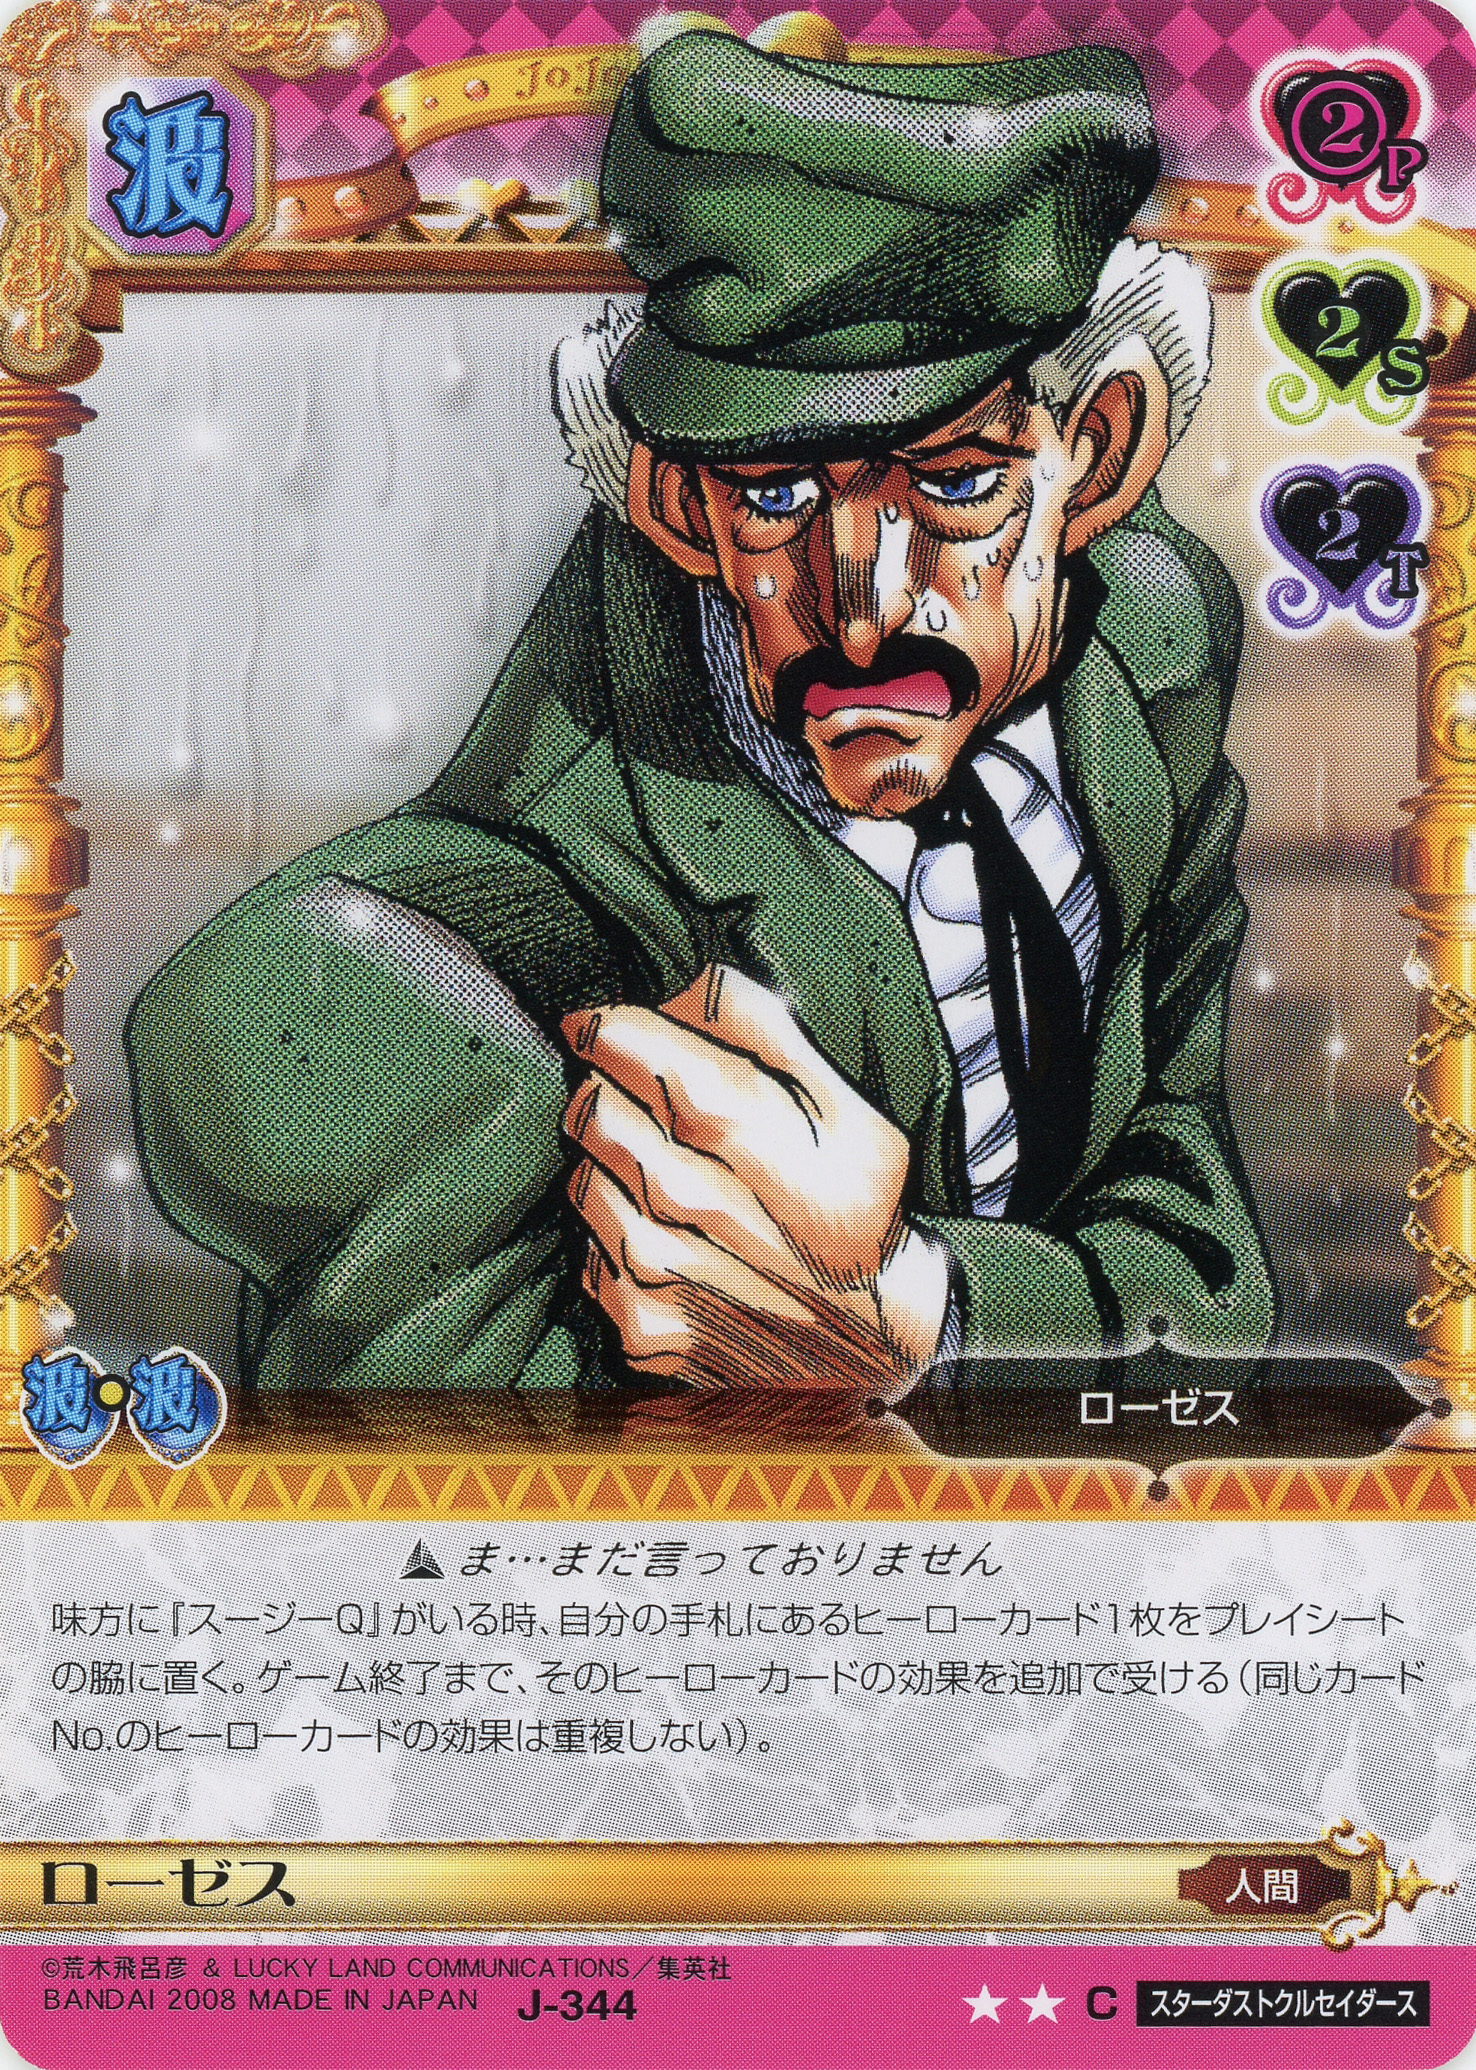 JoJo
波
2P
2S
2T
波・波
ローゼス
ま…まだ言っておりません
味方に『スージーQ』がいる時、自分の手札にあるヒーローカード1枚をプレイシート
の脇に置く。ゲーム終了まで、そのヒーローカードの効果を追加で受ける（同じカード
No.のヒーローカードの効果は重複しない）。
ローゼス
人間
©荒木飛呂彦 & LUCKY LAND COMMUNICATIONS／集英社
BANDAI 2008 MADE IN JAPAN J-344
★★ C スターダストクルセイダース